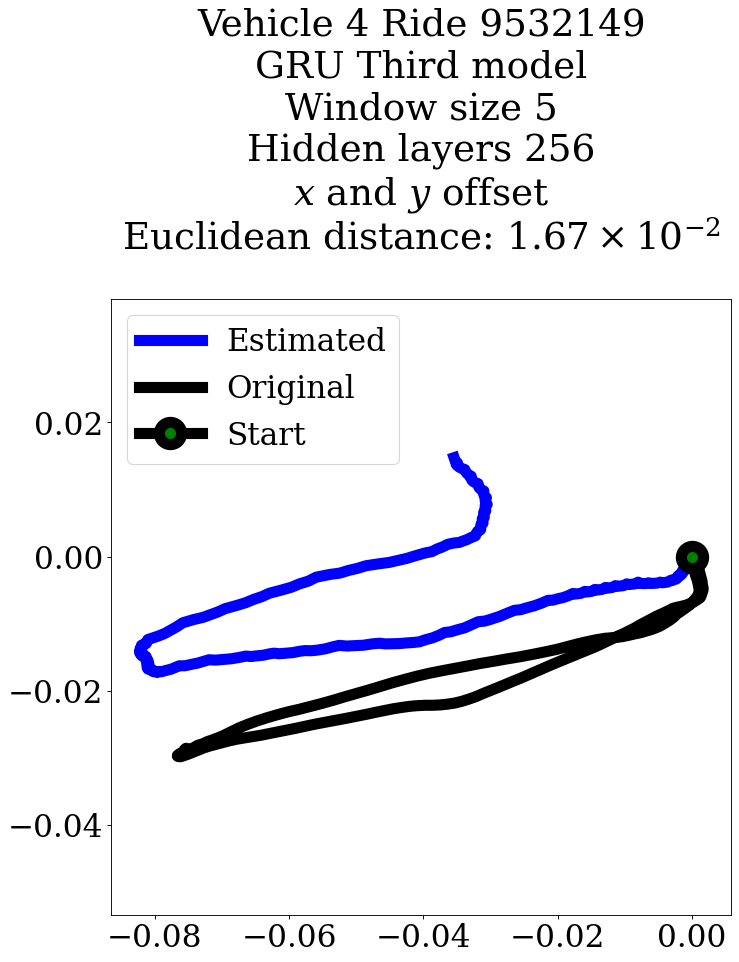 Vehicle 4 Ride 9532149
GRU Third model
Window size 5
Hidden layers 256
x and y offset
Euclidean distance: 1.67 × 10⁻²
Estimated
Original
Start
0.02
0.00
−0.02
−0.04
−0.08 −0.06 −0.04 −0.02 0.00